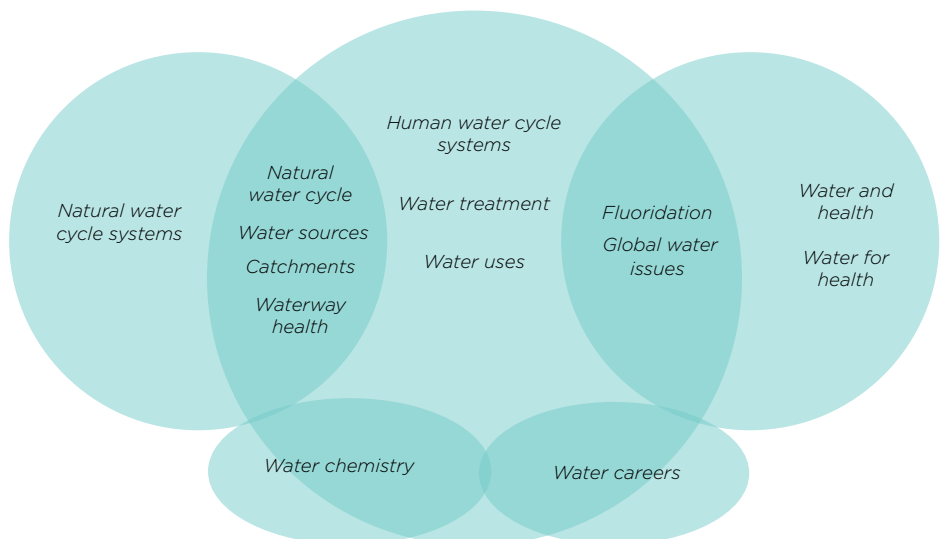 Natural water
cycle systems
Natural
water cycle
Water sources
Catchments
Waterway
health
Human water cycle
systems
Water treatment
Water uses
Fluoridation
Global water
issues
Water and
health
Water for
health
Water chemistry
Water careers